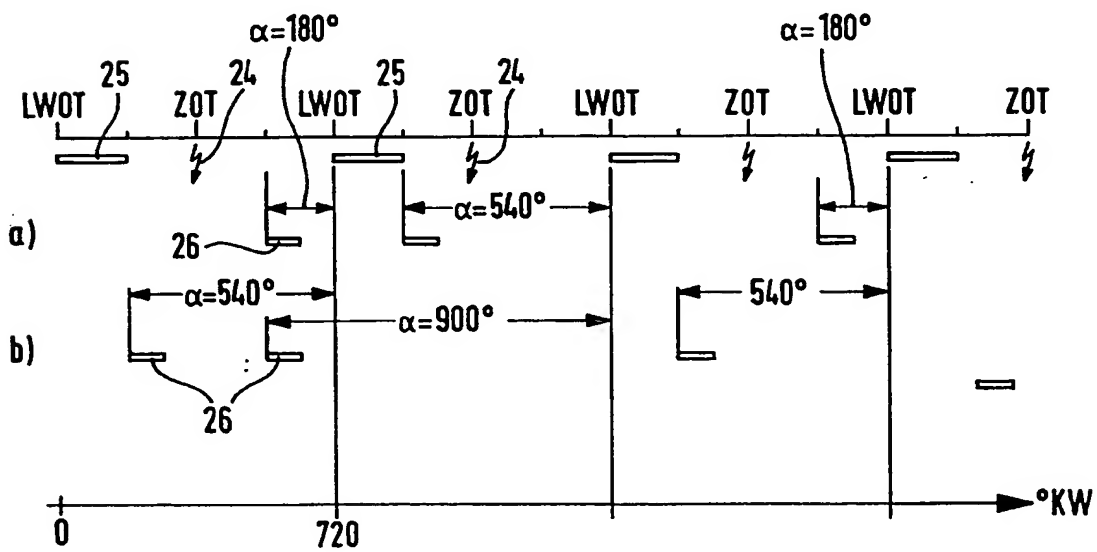 α=180°
α=180°
25
24
25
24
LWOT
ZOT
LWOT
ZOT
LWOT
ZOT
LWOT
ZOT
a)
26
α=540°
α=540°
540°
α=900°
b)
26
0
720
°KW